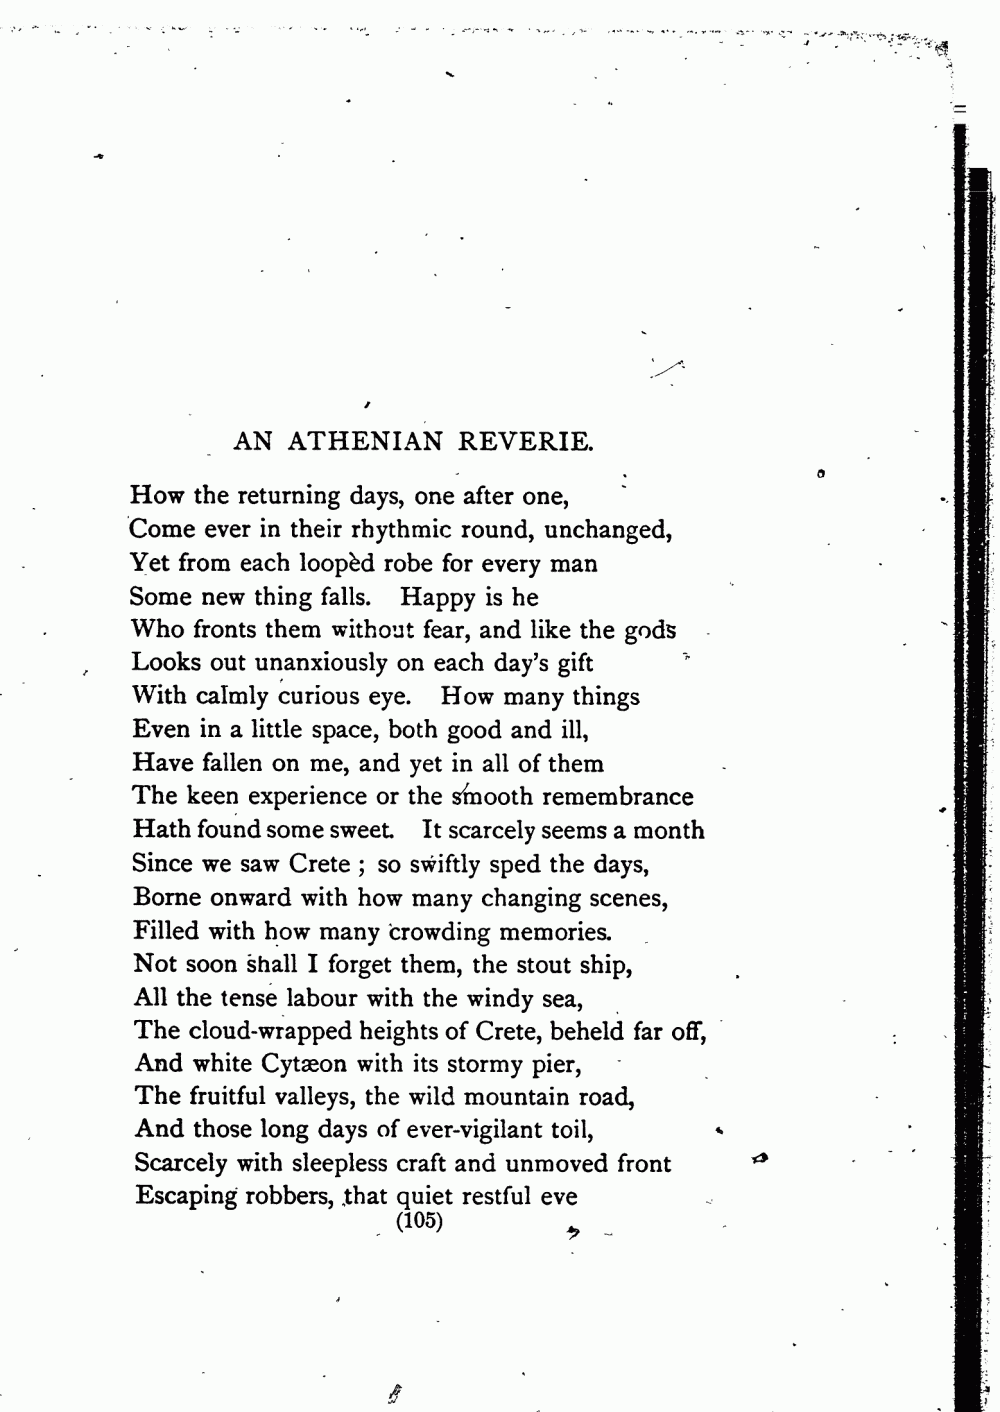 AN ATHENIAN REVERIE.
How the returning days, one after one,
Come ever in their rhythmic round, unchanged,
Yet from each loopèd robe for every man
Some new thing falls. Happy is he
Who fronts them without fear, and like the gods
Looks out unanxiously on each day's gift
With calmly curious eye. How many things
Even in a little space, both good and ill,
Have fallen on me, and yet in all of them
The keen experience or the smooth remembrance
Hath found some sweet. It scarcely seems a month
Since we saw Crete ; so swiftly sped the days,
Borne onward with how many changing scenes,
Filled with how many crowding memories.
Not soon shall I forget them, the stout ship,
All the tense labour with the windy sea,
The cloud-wrapped heights of Crete, beheld far off,
And white Cytæon with its stormy pier,
The fruitful valleys, the wild mountain road,
And those long days of ever-vigilant toil,
Scarcely with sleepless craft and unmoved front
Escaping robbers, that quiet restful eve
(105)